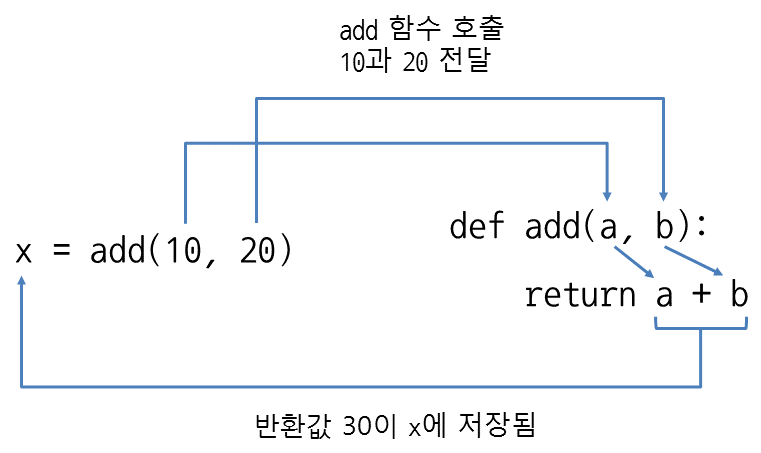 add 함수 호출
10과 20 전달
x = add(10, 20)
def add(a, b):
return a + b
반환값 30이 x에 저장됨